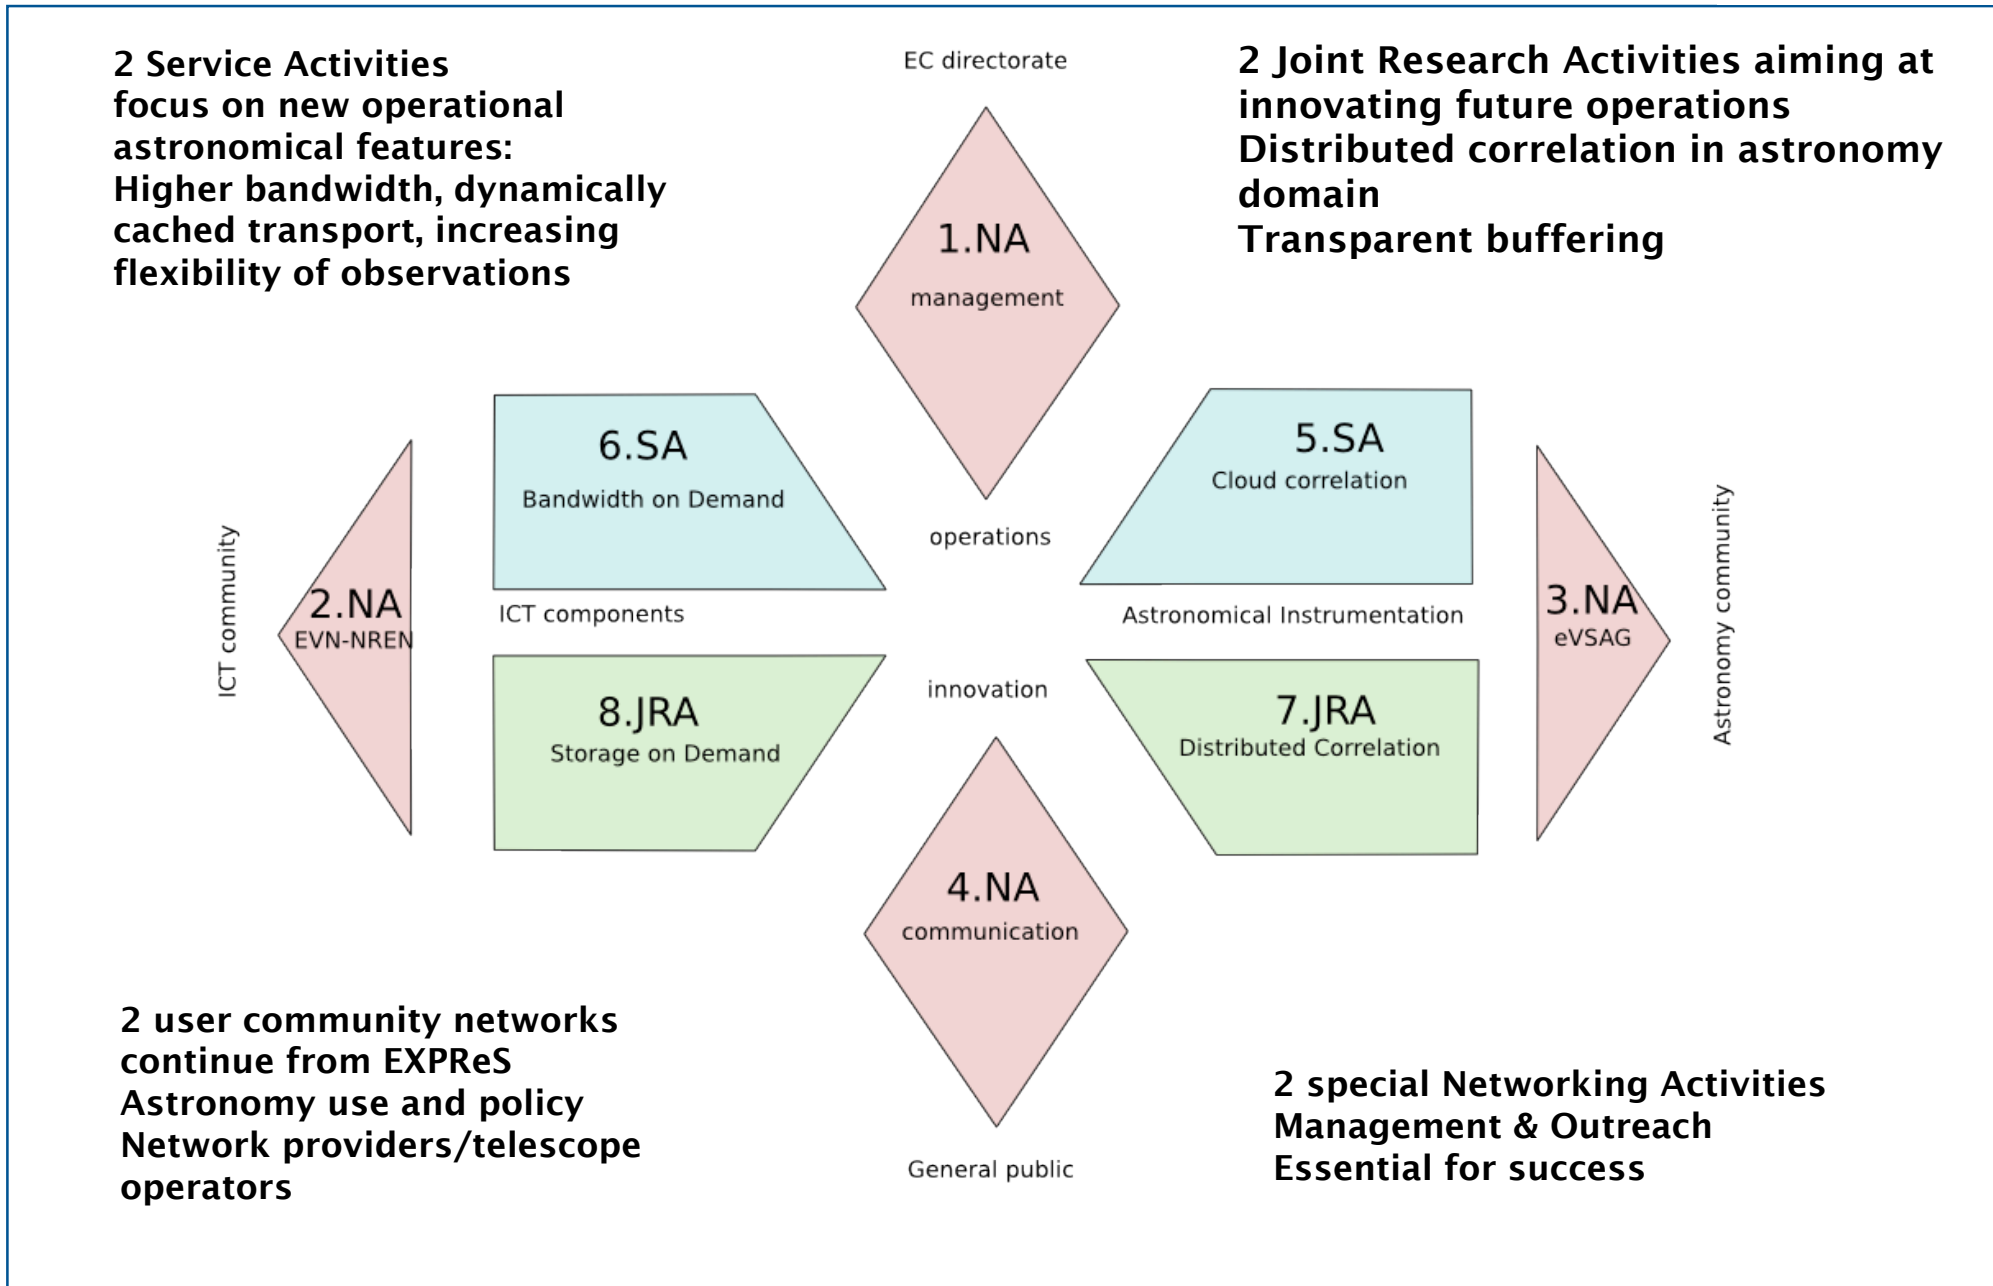 2 Service Activities
focus on new operational
astronomical features:
Higher bandwidth, dynamically
cached transport, increasing
flexibility of observations
EC directorate
2 Joint Research Activities aiming at
innovating future operations
Distributed correlation in astronomy
domain
Transparent buffering
1.NA
management
6.SA
Bandwidth on Demand
5.SA
Cloud correlation
operations
ICT community
2.NA
EVN-NREN
ICT components
Astronomical Instrumentation
3.NA
eVSAG
Astronomy community
innovation
8.JRA
Storage on Demand
7.JRA
Distributed Correlation
4.NA
communication
2 user community networks
continue from EXPReS
Astronomy use and policy
Network providers/telescope
operators
General public
2 special Networking Activities
Management & Outreach
Essential for success